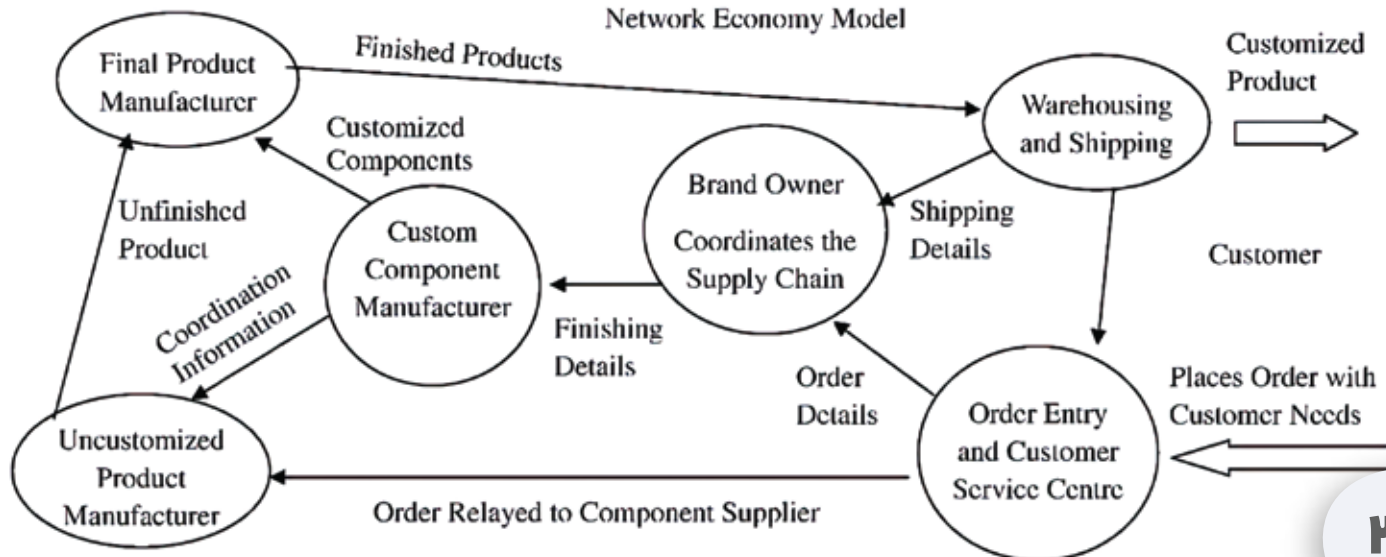 Network Economy Model
Final Product
Manufacturer
Finished Products
Warehousing
and Shipping
Customized
Product
Customized
Components
Brand Owner
Coordinates the
Supply Chain
Shipping
Details
Unfinished
Product
Custom
Component
Manufacturer
Customer
Coordination
Information
Finishing
Details
Order
Details
Places Order with
Customer Needs
Order Entry
and Customer
Service Centre
Uncustomized
Product
Manufacturer
Order Relayed to Component Supplier